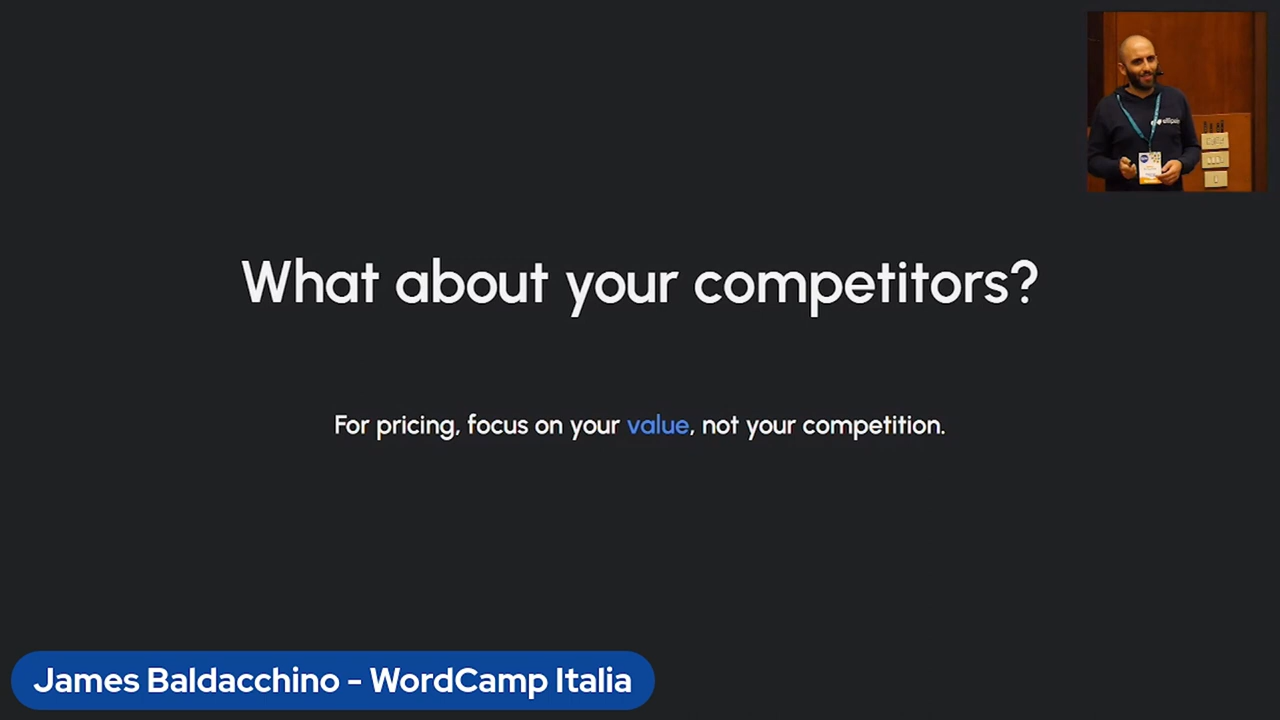 What about your competitors?
For pricing, focus on your value, not your competition.
James Baldacchino - WordCamp Italia